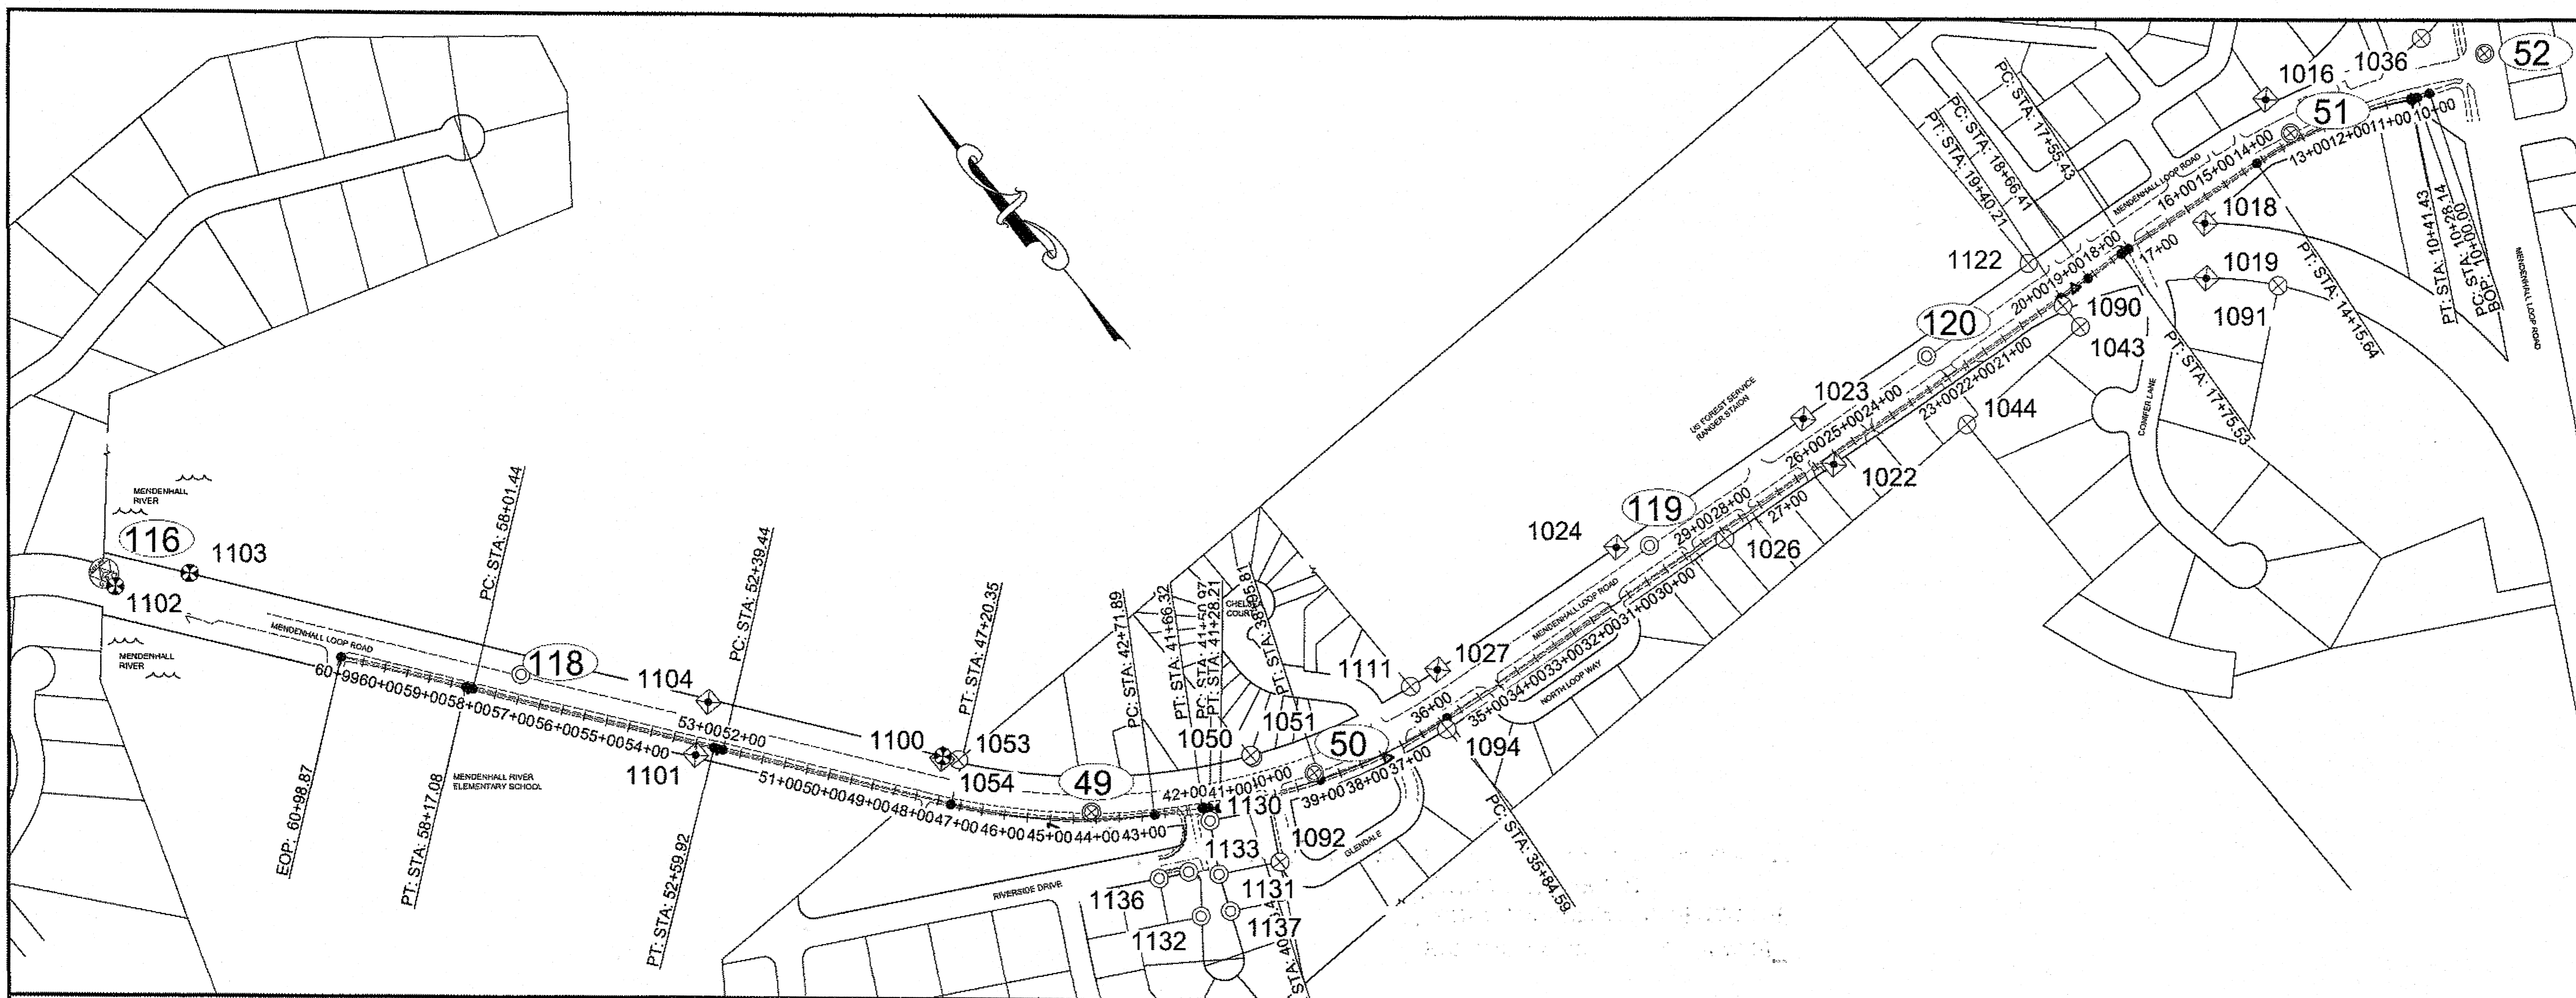 52
1036
1016
51
10+00
11+00
12+00
13+00
14+00
15+00
16+00
MENDENHALL LOOP ROAD
17+00
18+00
19+00
20+00
PC: STA: 17+55.43
PC: STA: 18+66.41
PT: STA: 19+40.21
PT: STA: 10+41.43
PC: STA: 10+28.14
BOP: 10+00.00
MENDENHALL LOOP ROAD
1018
1019
1091
PT: STA: 14+15.64
PT: STA: 17+75.53
1122
1090
1043
120
1023
1044
CONIFER LANE
21+00
22+00
23+00
24+00
25+00
26+00
US FOREST SERVICE
RANGER STAION
1022
119
1024
27+00
28+00
29+00
1026
MENDENHALL LOOP ROAD
30+00
31+00
32+00
33+00
34+00
35+00
NORTH LOOP WAY
36+00
1027
1111
1094
PC: STA: 35+84.59
37+00
38+00
39+00
50
GLENDALE
1051
1050
CHELSEA
COURT
PC: STA: 42+71.89
PT: STA: 41+66.32
PT: STA: 41+28.21
41+00
42+00
1130
1092
1133
1131
1136
1132
1137
RIVERSIDE DRIVE
43+00
44+00
45+00
46+00
47+00
48+00
49+00
50+00
51+00
49
1053
1054
1100
PT: STA: 47+20.35
PC: STA: 52+39.44
PT: STA: 52+59.92
52+00
53+00
1104
1101
MENDENHALL RIVER
ELEMENTARY SCHOOL
118
54+00
55+00
56+00
57+00
58+00
59+00
60+00
60+99
PC: STA: 58+01.44
PT: STA: 58+17.08
EOP: 60+98.87
MENDENHALL LOOP
ROAD
116
1103
1102
MENDENHALL
RIVER
MENDENHALL
RIVER